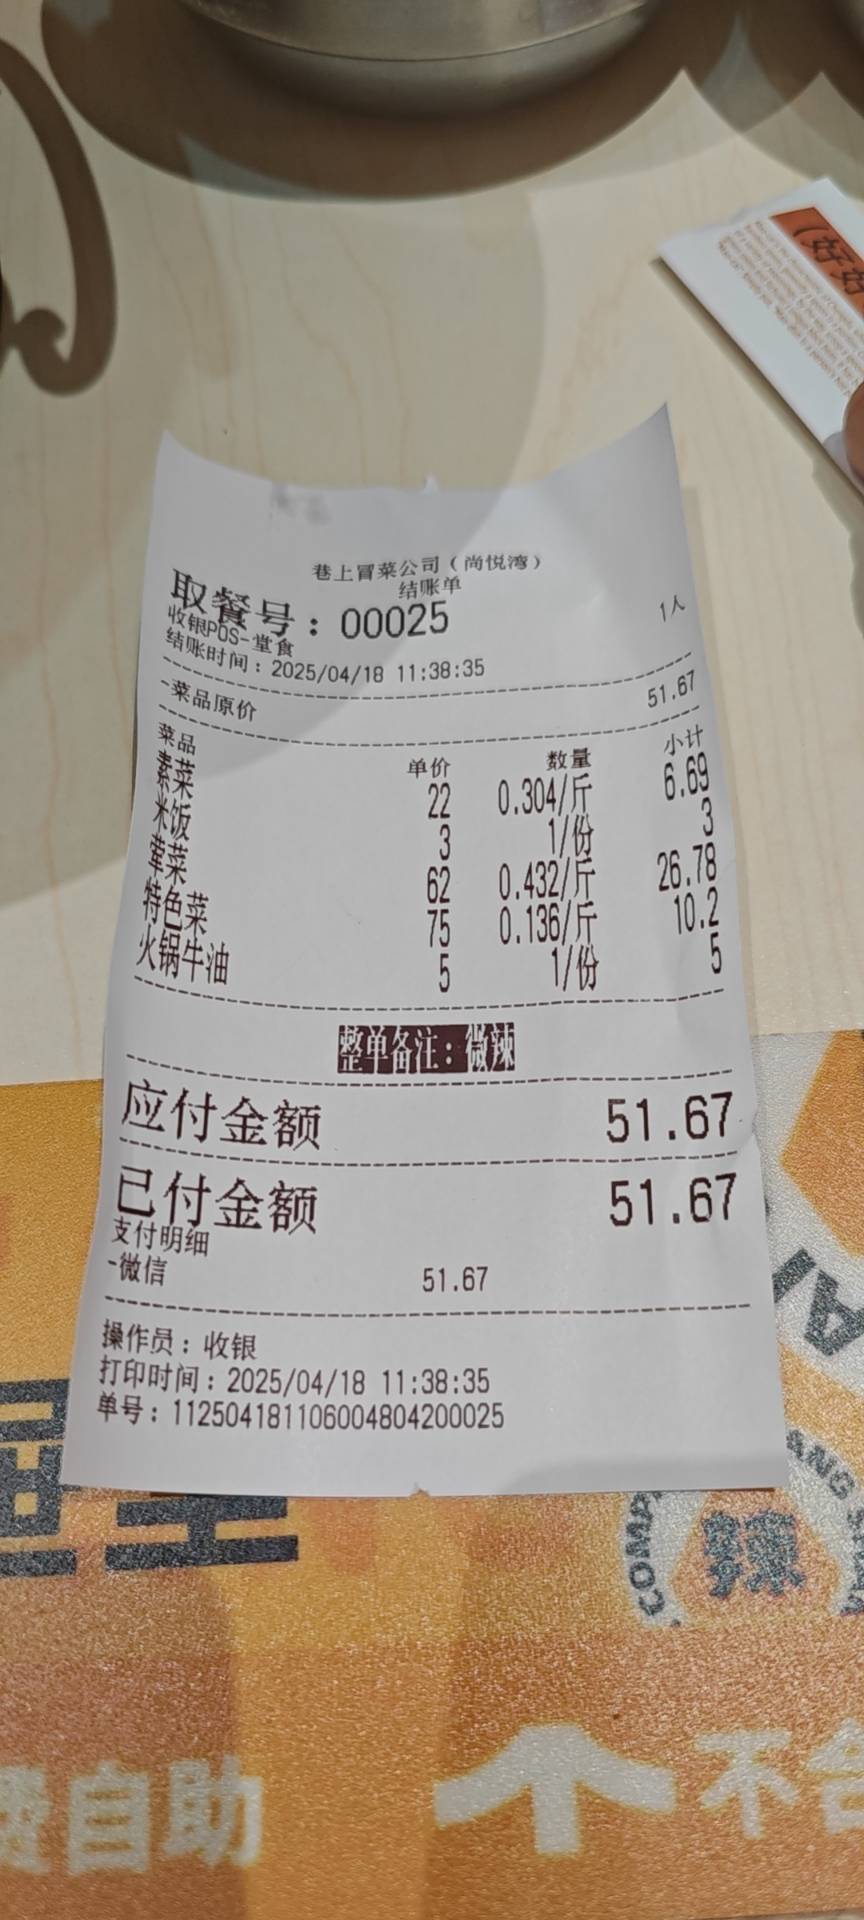 巷上冒菜公司（尚悦湾）
结账单
取餐号：00025
1人
收银POS-堂食
结账时间：2025/04/18 11:38:35
-菜品原价 51.67
菜品 单价 数量 小计
素菜 22 0.304/斤 6.69
米饭 3 1/份 3
荤菜 62 0.432/斤 26.78
特色菜 75 0.136/斤 10.2
火锅牛油 5 1/份 5
整单备注：微辣
应付金额 51.67
已付金额 51.67
支付明细
-微信 51.67
操作员：收银
打印时间：2025/04/18 11:38:35
单号：112504181106004804200025
辣
自助
个 不